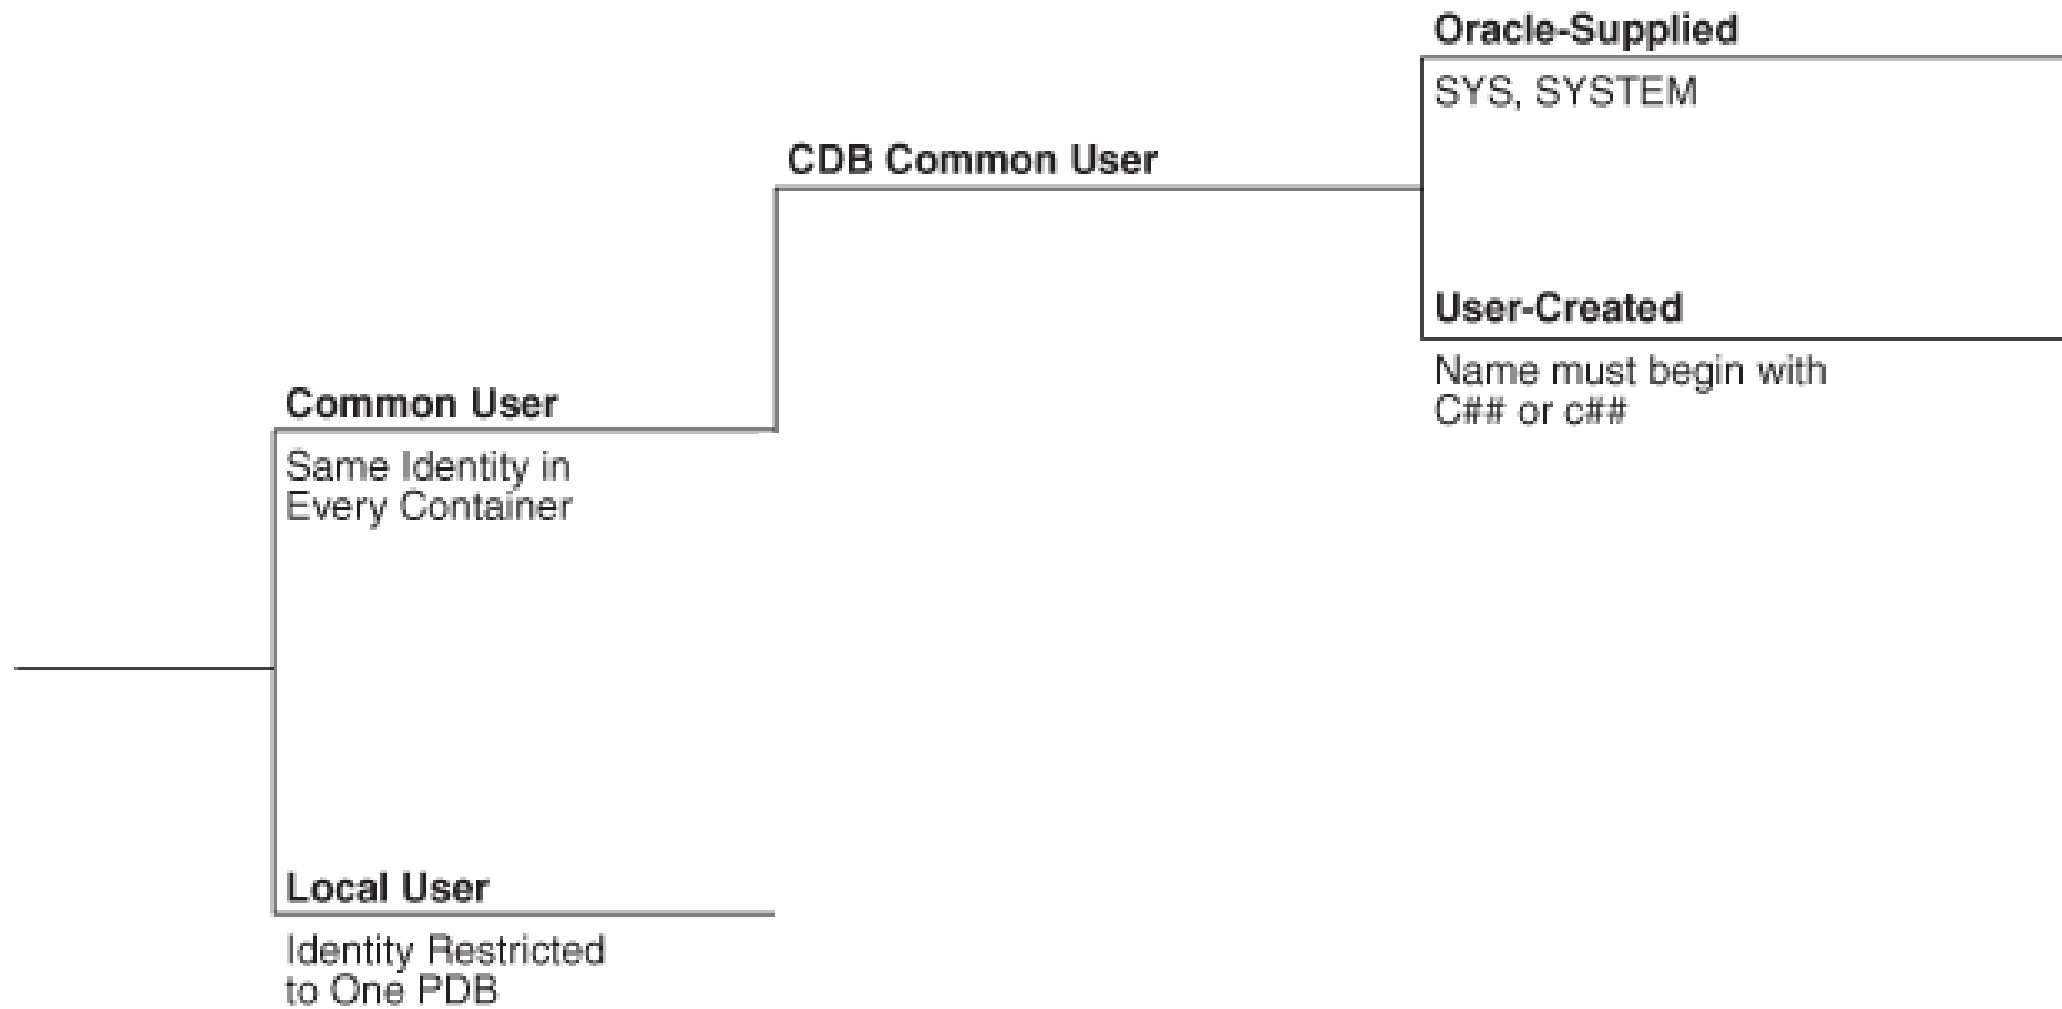 Oracle-Supplied
SYS, SYSTEM
CDB Common User
User-Created
Name must begin with
C## or c##
Common User
Same Identity in
Every Container
Local User
Identity Restricted
to One PDB